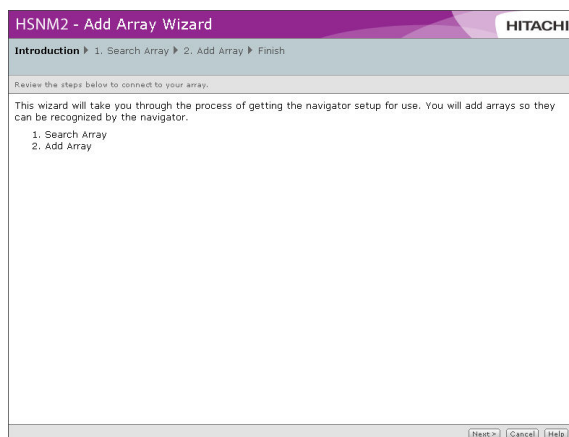 HSNM2 - Add Array Wizard
HITACHI
Introduction 1. Search Array 2. Add Array Finish
Review the steps below to connect to your array.
This wizard will take you through the process of getting the navigator setup for use. You will add arrays so they
can be recognized by the navigator.
1. Search Array
2. Add Array
Next > Cancel Help